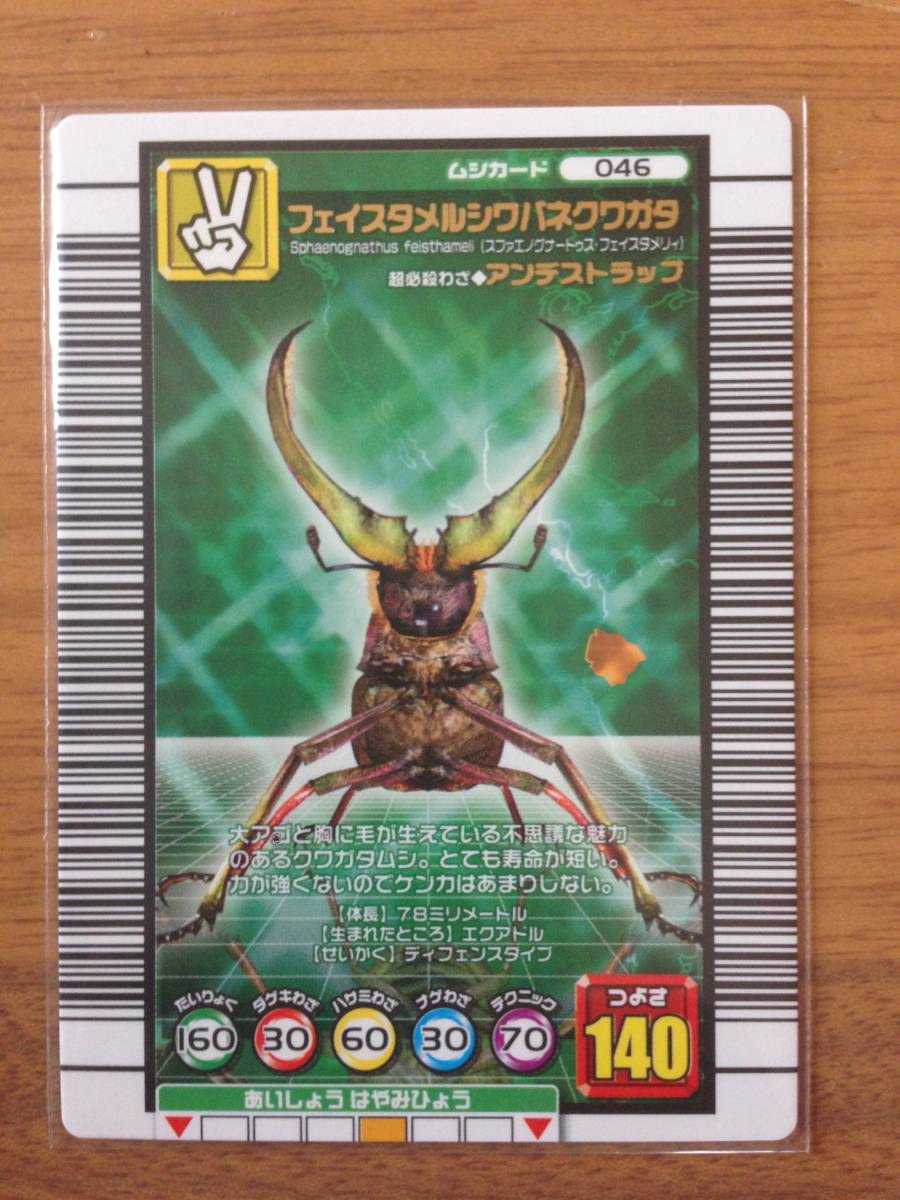 ムシカード 046
フェイスタメルシワバネクワガタ
Sphaenognathus feisthameli (スファエノグナートゥス・フェイスタメリィ)
超必殺わざ◆アンデストラップ
大アゴと胸に毛が生えている不思議な魅力
のあるクワガタムシ。とても寿命が短い。
力が強くないのでケンカはあまりしない。
【体長】78ミリメートル
【生まれたところ】エクアドル
【せいかく】ディフェンスタイプ
たいりょく ダゲキわざ ハサミわざ ナゲわざ テクニック つよさ
160 30 60 30 70 140
あいしょう はやみひょう